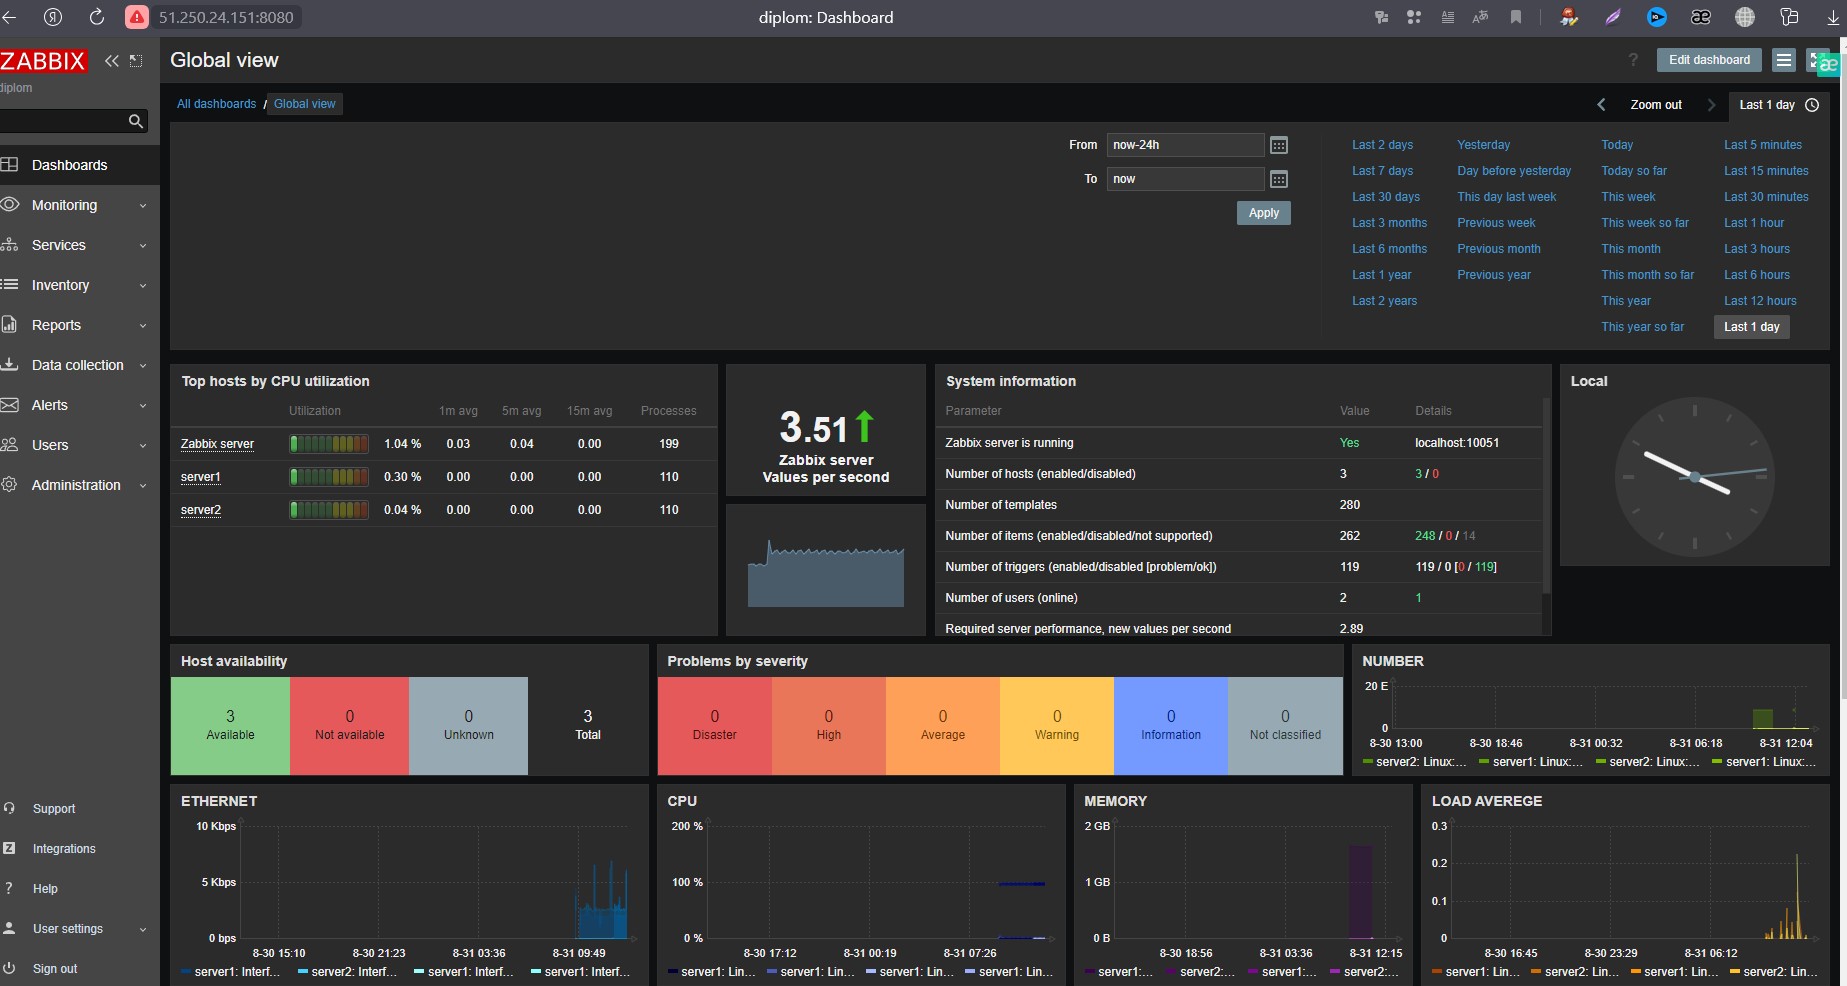 51.250.24.151:8080
diplom: Dashboard
ZABBIX
diplom
Dashboards
Monitoring
Services
Inventory
Reports
Data collection
Alerts
Users
Administration
Support
Integrations
Help
User settings
Sign out
Global view
? Edit dashboard
All dashboards / Global view
Zoom out
Last 1 day
From now-24h
To now
Apply
Last 2 days Yesterday Today Last 5 minutes
Last 7 days Day before yesterday Today so far Last 15 minutes
Last 30 days This day last week This week Last 30 minutes
Last 3 months Previous week This week so far Last 1 hour
Last 6 months Previous month This month Last 3 hours
Last 1 year Previous year This month so far Last 6 hours
Last 2 years This year Last 12 hours
This year so far Last 1 day
Top hosts by CPU utilization
Utilization 1m avg 5m avg 15m avg Processes
Zabbix server 1.04 % 0.03 0.04 0.00 199
server1 0.30 % 0.00 0.00 0.00 110
server2 0.04 % 0.00 0.00 0.00 110
3.51
Zabbix server
Values per second
System information
Parameter Value Details
Zabbix server is running Yes localhost:10051
Number of hosts (enabled/disabled) 3 3 / 0
Number of templates 280
Number of items (enabled/disabled/not supported) 262 248 / 0 / 14
Number of triggers (enabled/disabled [problem/ok]) 119 119 / 0 [0 / 119]
Number of users (online) 2 1
Required server performance, new values per second 2.89
Local
Host availability
3 Available
0 Not available
0 Unknown
3 Total
Problems by severity
0 Disaster
0 High
0 Average
0 Warning
0 Information
0 Not classified
NUMBER
20 E
0
8-30 13:00 8-30 18:46 8-31 00:32 8-31 06:18 8-31 12:04
server2: Linux:... server1: Linux:... server2: Linux:... server1: Linux:...
ETHERNET
10 Kbps
5 Kbps
0 bps
8-30 15:10 8-30 21:23 8-31 03:36 8-31 09:49
server1: Interf... server2: Interf... server1: Interf... server1: Interf...
CPU
200 %
100 %
0 %
8-30 17:12 8-31 00:19 8-31 07:26
server1: Lin... server1: Lin... server1: Lin... server1: Lin...
MEMORY
2 GB
1 GB
0 B
8-30 18:56 8-31 03:36 8-31 12:15
server1:... server2:... server1:... server2:...
LOAD AVEREGE
0.3
0.2
0.1
0
8-30 16:45 8-30 23:29 8-31 06:12
server1: Lin... server2: Lin... server1: Lin... server2: Lin...